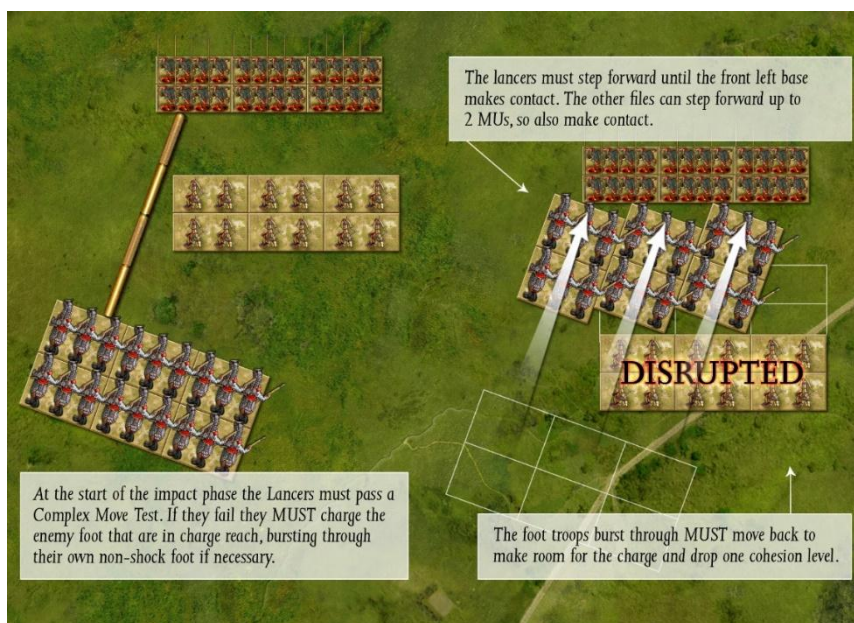 The lancers must step forward until the front left base
makes contact. The other files can step forward up to
2 MUs, so also make contact.
DISRUPTED
At the start of the impact phase the Lancers must pass a
Complex Move Test. If they fail they MUST charge the
enemy foot that are in charge reach, bursting through
their own non-shock foot if necessary.
The foot troops burst through MUST move back to
make room for the charge and drop one cohesion level.